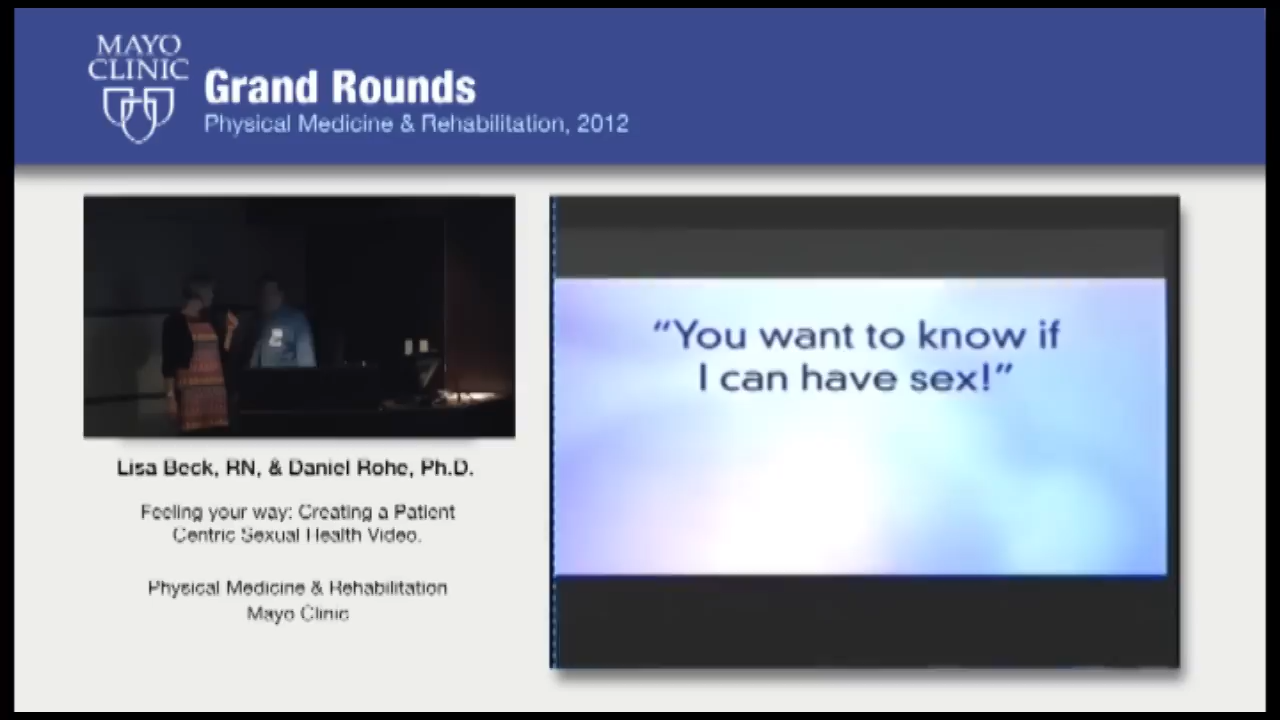 MAYO
CLINIC
Grand Rounds
Physical Medicine & Rehabilitation, 2012
"You want to know if
I can have sex!"
Lisa Beck, RN, & Daniel Rohe, Ph.D.
Feeling your way: Creating a Patient
Centric Sexual Health Video.
Physical Medicine & Rehabilitation
Mayo Clinic